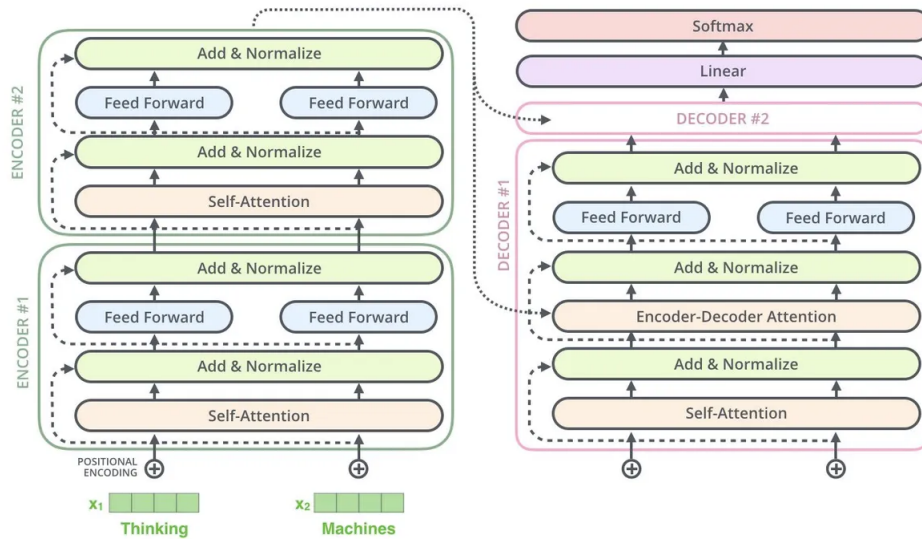 ENCODER #2
Add & Normalize
Feed Forward
Feed Forward
Add & Normalize
Self-Attention
ENCODER #1
Add & Normalize
Feed Forward
Feed Forward
Add & Normalize
Self-Attention
POSITIONAL
ENCODING
x1
x2
Thinking
Machines
Softmax
Linear
DECODER #2
DECODER #1
Add & Normalize
Feed Forward
Feed Forward
Add & Normalize
Encoder-Decoder Attention
Add & Normalize
Self-Attention